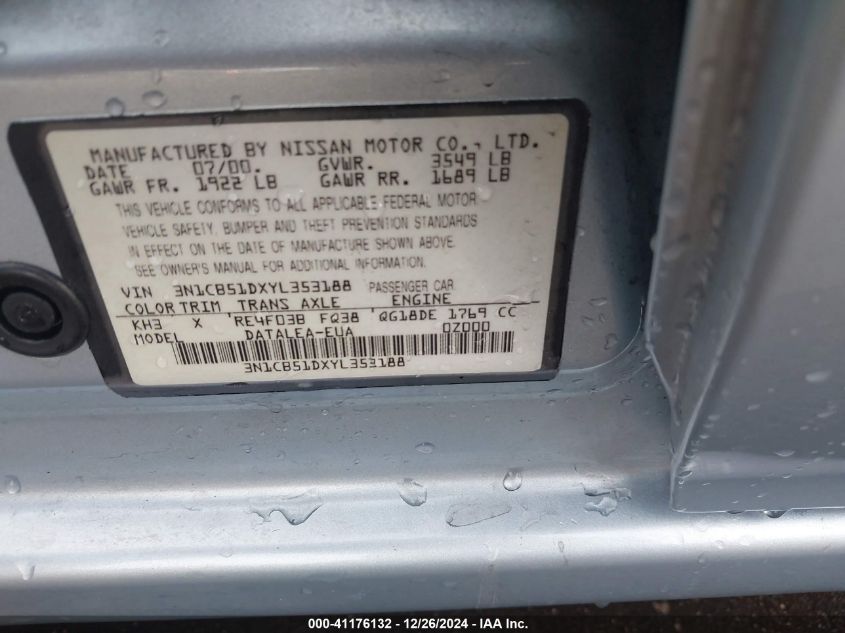 MANUFACTURED BY NISSAN MOTOR CO., LTD.
DATE 07/00. GVWR. 3549 LB
GAWR FR. 1922 LB GAWR RR. 1689 LB
THIS VEHICLE CONFORMS TO ALL APPLICABLE FEDERAL MOTOR
VEHICLE SAFETY, BUMPER AND THEFT PREVENTION STANDARDS
IN EFFECT ON THE DATE OF MANUFACTURE SHOWN ABOVE.
SEE OWNER'S MANUAL FOR ADDITIONAL INFORMATION.
VIN 3N1CB51DXYL353188 PASSENGER CAR
COLOR TRIM TRANS AXLE ENGINE
KH3 X RE4F03B FQ38 QG18DE 1769 CC
MODEL DATALEA-EUA 0Z000
3N1CB51DXYL353188
000-41176132 - 12/26/2024 - IAA Inc.